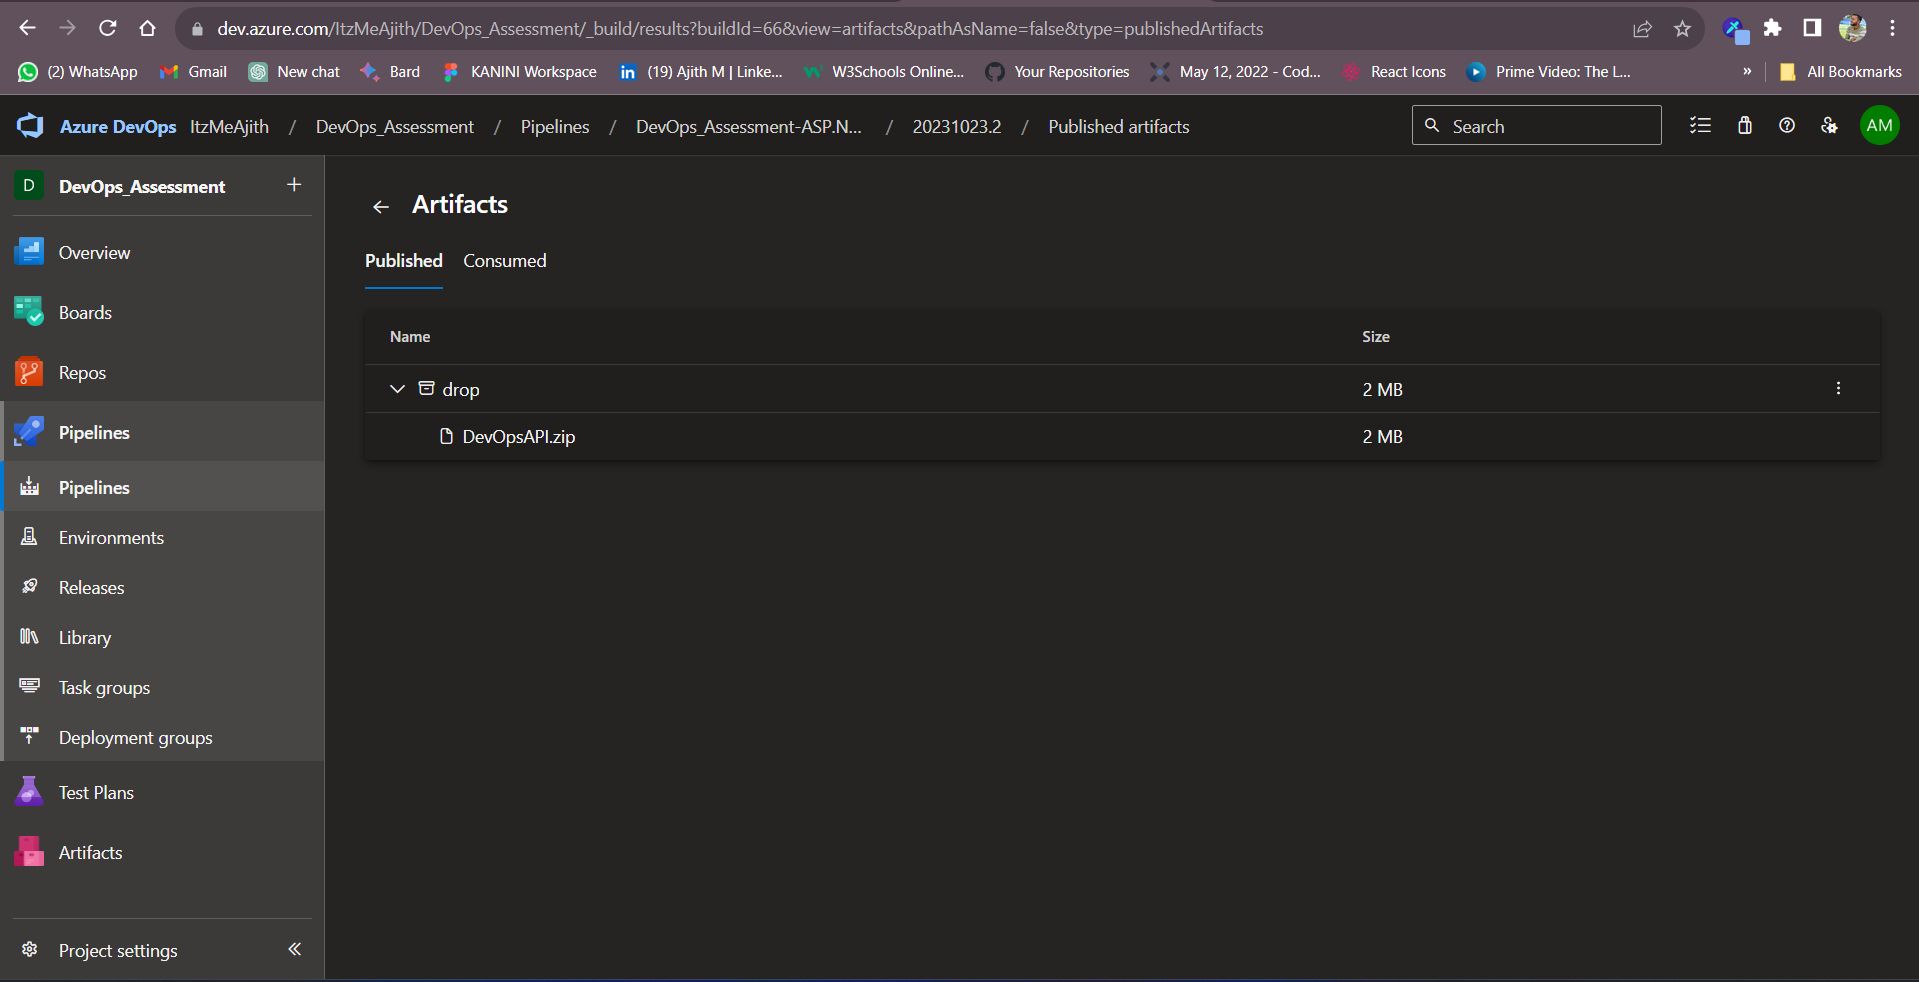 dev.azure.com/ItzMeAjith/DevOps_Assessment/_build/results?buildId=66&view=artifacts&pathAsName=false&type=publishedArtifacts
(2) WhatsApp Gmail New chat Bard KANINI Workspace (19) Ajith M | Linke... W3Schools Online... Your Repositories May 12, 2022 - Cod... React Icons Prime Video: The L... » All Bookmarks
Azure DevOps ItzMeAjith / DevOps_Assessment / Pipelines / DevOps_Assessment-ASP.N... / 20231023.2 / Published artifacts Search AM
D DevOps_Assessment +
Overview
Boards
Repos
Pipelines
Pipelines
Environments
Releases
Library
Task groups
Deployment groups
Test Plans
Artifacts
Project settings
Artifacts
Published Consumed
Name Size
drop 2 MB
DevOpsAPI.zip 2 MB